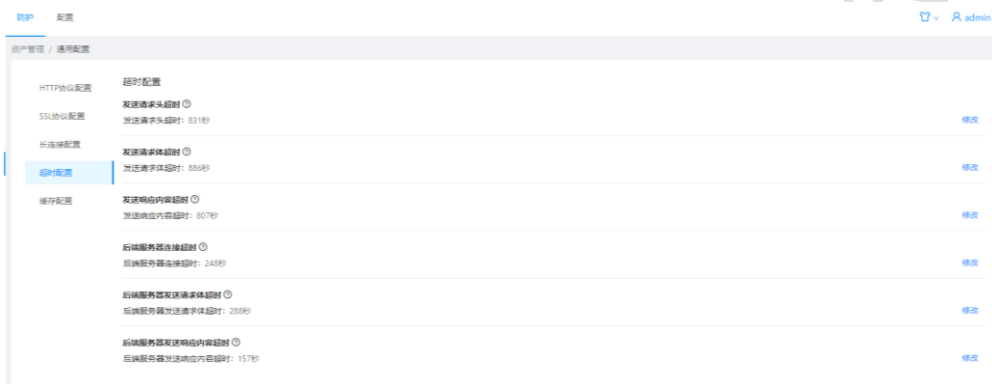 防护 配置 admin
资产管理 / 通用配置
HTTP协议配置
SSL协议配置
长连接配置
超时配置
缓存配置
超时配置
发送请求头超时
发送请求头超时：831秒 修改
发送请求体超时
发送请求体超时：886秒 修改
发送响应内容超时
发送响应内容超时：807秒 修改
后端服务器连接超时
后端服务器连接超时：248秒 修改
后端服务器发送请求体超时
后端服务器发送请求体超时：288秒 修改
后端服务器发送响应内容超时
后端服务器发送响应内容超时：157秒 修改